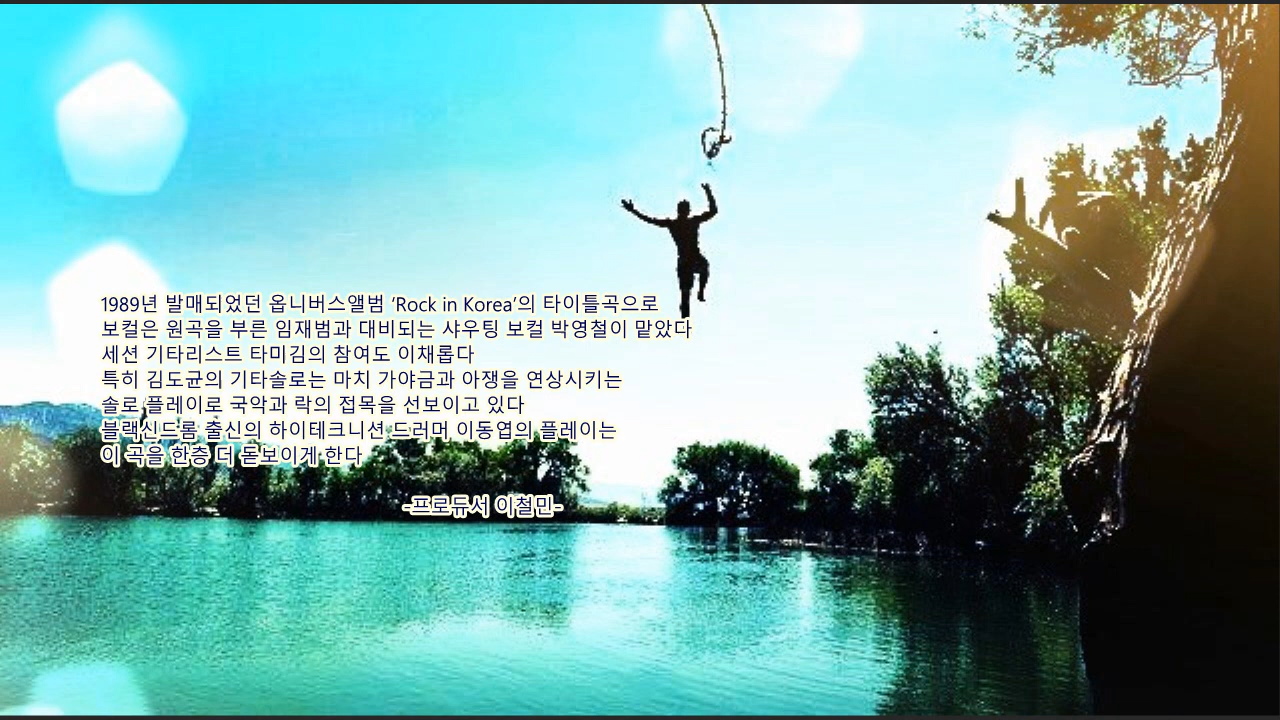 1989년 발매되었던 옵니버스앨범 'Rock in Korea'의 타이틀곡으로
보컬은 원곡을 부른 임재범과 대비되는 샤우팅 보컬 박영철이 맡았다
세션 기타리스트 타미김의 참여도 이채롭다
특히 김도균의 기타솔로는 마치 가야금과 아쟁을 연상시키는
솔로 플레이로 국악과 락의 접목을 선보이고 있다
블랙신드롬 출신의 하이테크니션 드러머 이동엽의 플레이는
이 곡을 한층 더 돋보이게 한다
-프로듀서 이철민-